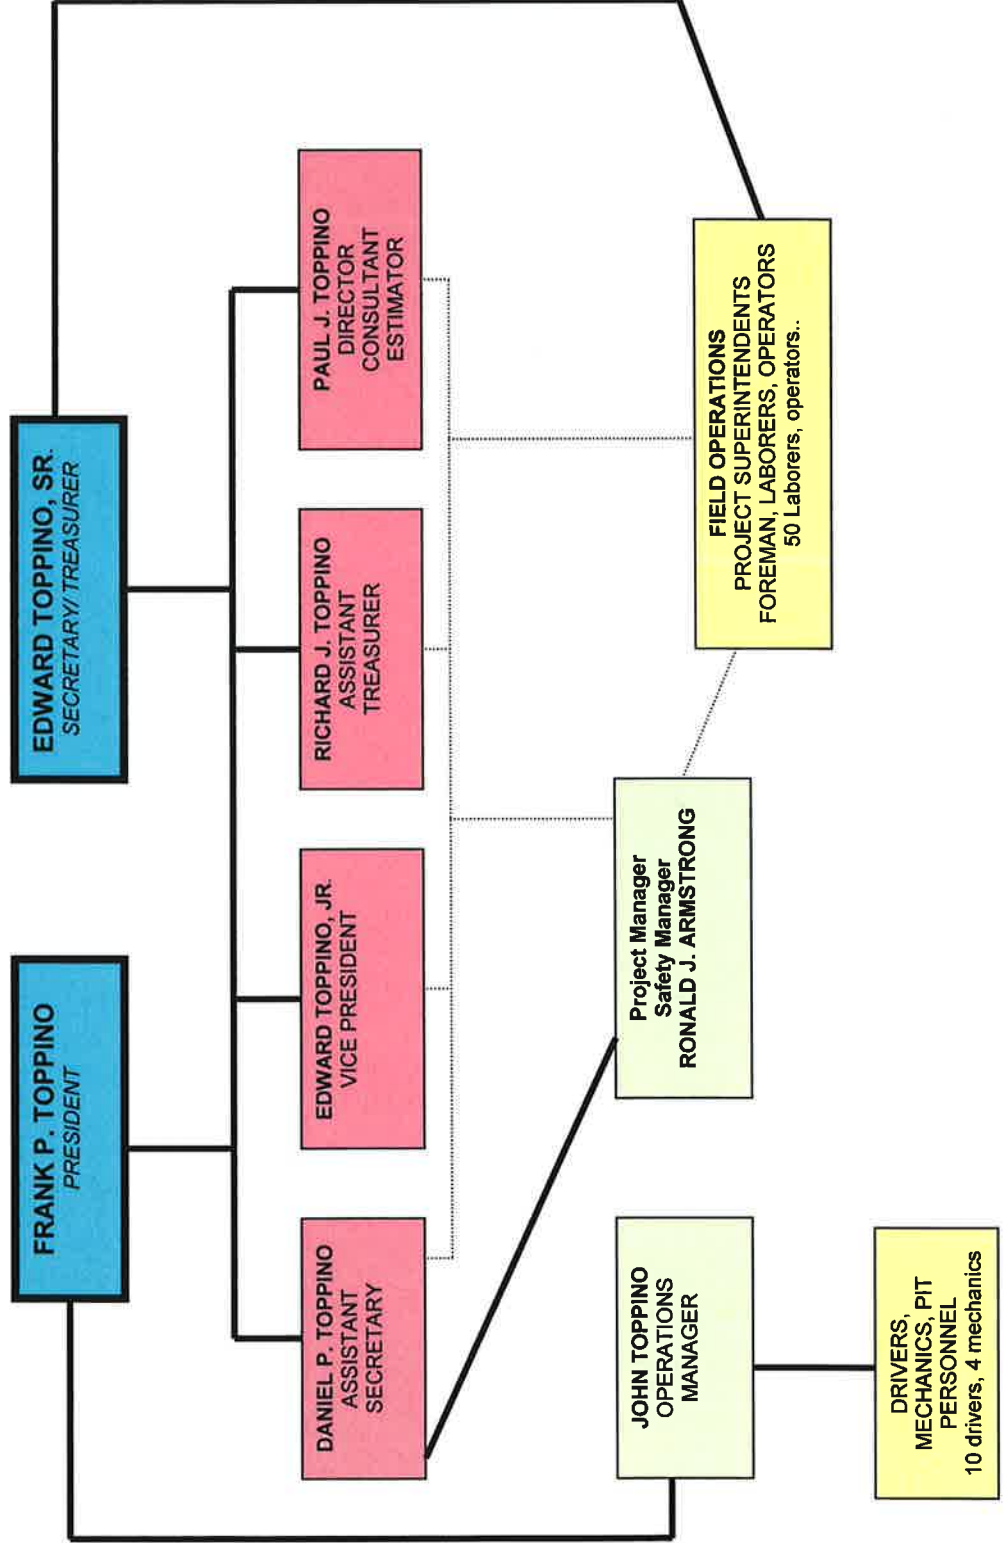 FRANK P. TOPPINO
PRESIDENT
EDWARD TOPPINO, SR.
SECRETARY/ TREASURER
DANIEL P. TOPPINO
ASSISTANT
SECRETARY
EDWARD TOPPINO, JR.
VICE PRESIDENT
RICHARD J. TOPPINO
ASSISTANT
TREASURER
PAUL J. TOPPINO
DIRECTOR
CONSULTANT
ESTIMATOR
JOHN TOPPINO
OPERATIONS
MANAGER
Project Manager
Safety Manager
RONALD J. ARMSTRONG
FIELD OPERATIONS
PROJECT SUPERINTENDENTS
FOREMAN, LABORERS, OPERATORS
50 Laborers, operators..
DRIVERS,
MECHANICS, PIT
PERSONNEL
10 drivers, 4 mechanics